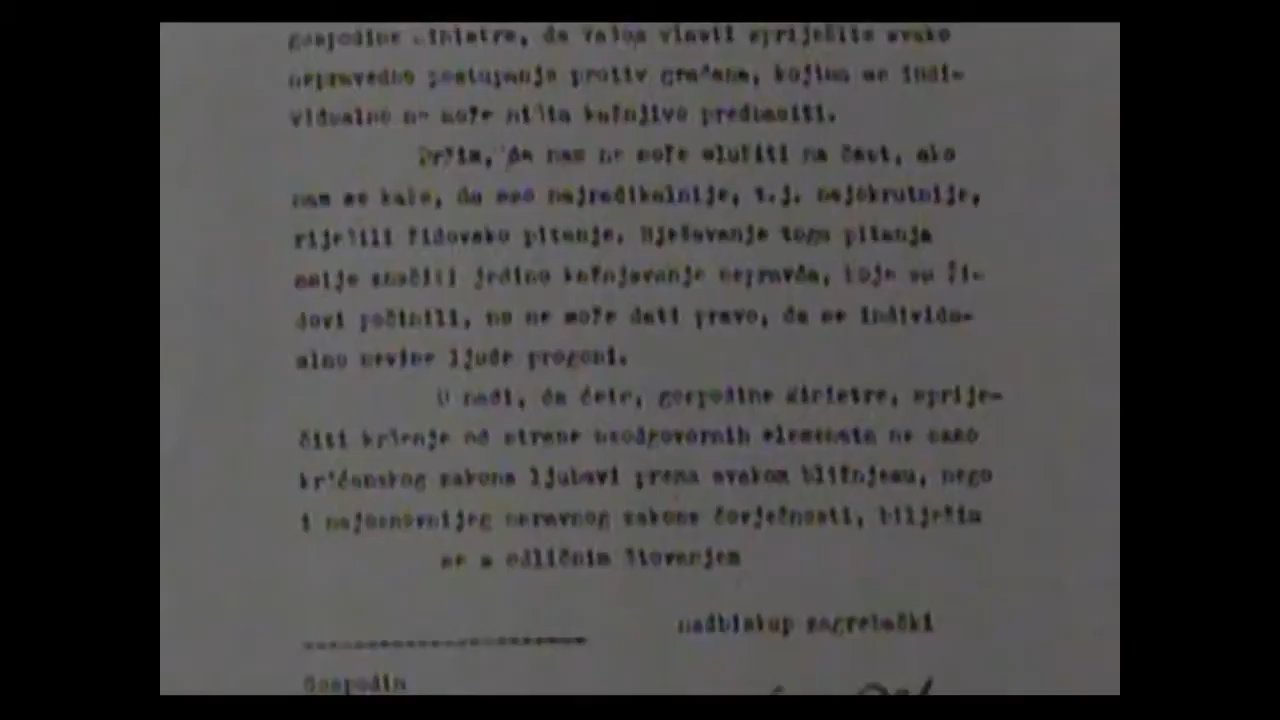 gospodine ministre, da Vašoj vlasti spriječite svako
nepravedno postupanje protiv građana, kojima se indi-
vidualno ne može ništa kažnjivo predbaciti.
Držim, da nam ne može služiti na čast, ako
nam se kaže, da smo najradikalnije, t.j. najokrutnije,
riješili židovsko pitanje. Rješavanje toga pitanja
smije značiti jedino kažnjavanje nepravda, koje su Ži-
dovi počinili, no ne može dati pravo, da se individu-
alno nevine ljude progoni.
U nadi, da ćete, gospodine ministre, sprije-
čiti kršenje od strane neodgovornih elemenata ne samo
kršćanskog zakona ljubavi prema svakom bližnjemu, nego
i najosnovnijeg naravnog zakona čovječnosti, bilježim
se s odličnim štovanjem
nadbiskup zagrebački
Gospodin